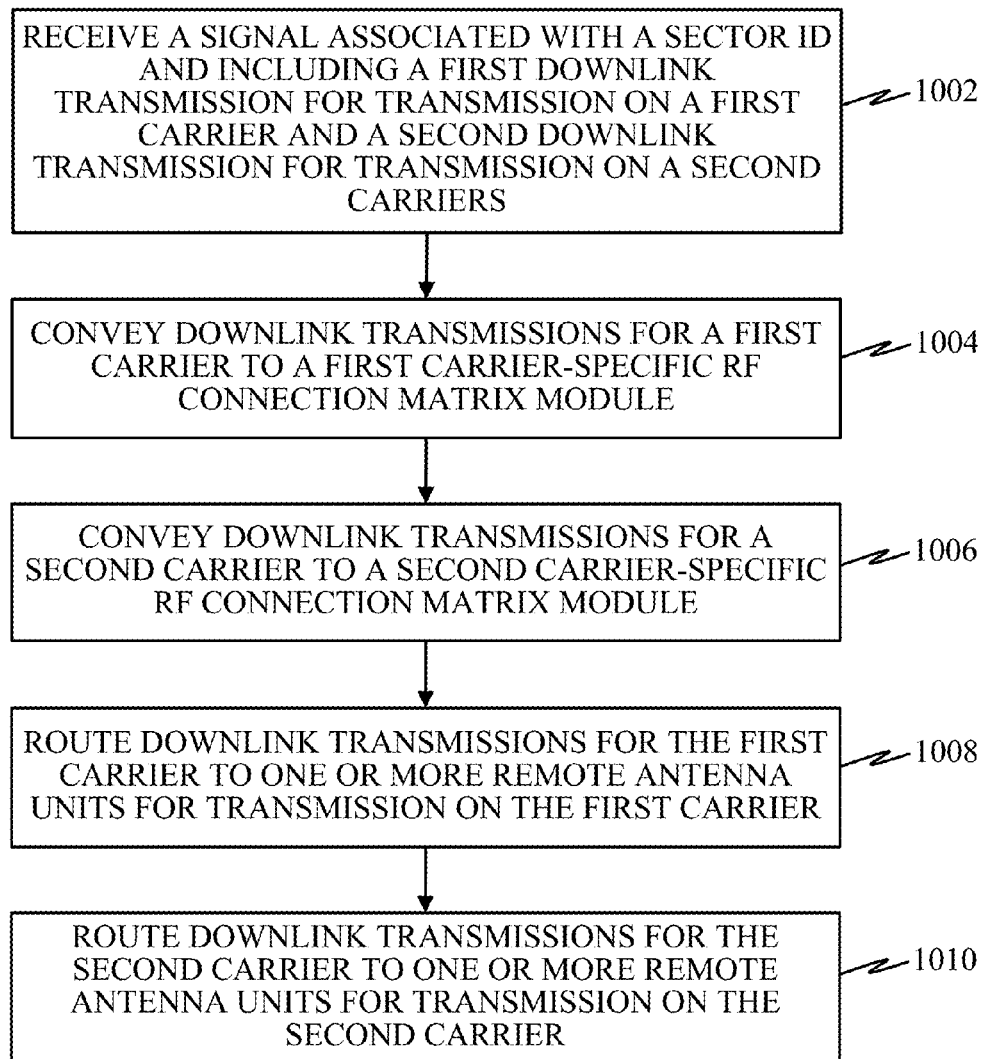 RECEIVE A SIGNAL ASSOCIATED WITH A SECTOR ID
AND INCLUDING A FIRST DOWNLINK
TRANSMISSION FOR TRANSMISSION ON A FIRST
CARRIER AND A SECOND DOWNLINK
TRANSMISSION FOR TRANSMISSION ON A SECOND
CARRIERS
1002
CONVEY DOWNLINK TRANSMISSIONS FOR A FIRST
CARRIER TO A FIRST CARRIER-SPECIFIC RF
CONNECTION MATRIX MODULE
1004
CONVEY DOWNLINK TRANSMISSIONS FOR A
SECOND CARRIER TO A SECOND CARRIER-SPECIFIC
RF CONNECTION MATRIX MODULE
1006
ROUTE DOWNLINK TRANSMISSIONS FOR THE FIRST
CARRIER TO ONE OR MORE REMOTE ANTENNA
UNITS FOR TRANSMISSION ON THE FIRST CARRIER
1008
ROUTE DOWNLINK TRANSMISSIONS FOR THE
SECOND CARRIER TO ONE OR MORE REMOTE
ANTENNA UNITS FOR TRANSMISSION ON THE
SECOND CARRIER
1010